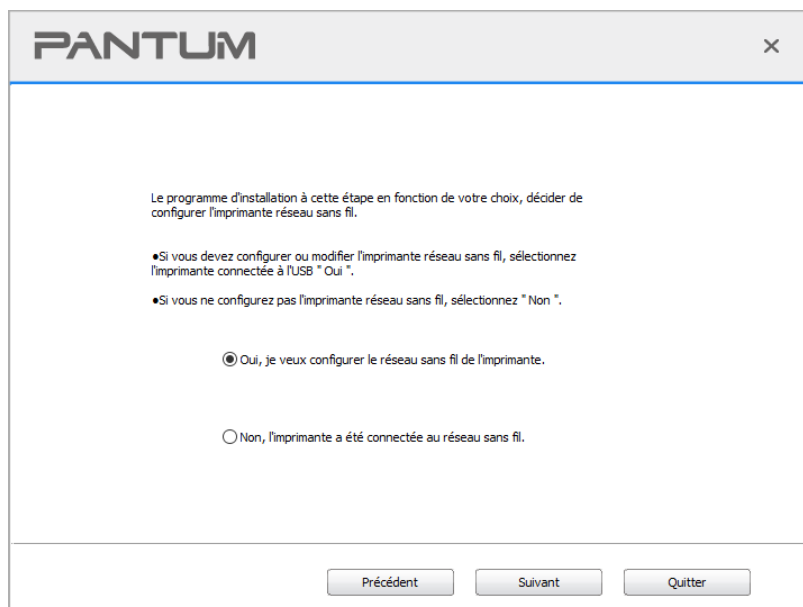 PANTUM
Le programme d'installation à cette étape en fonction de votre choix, décider de
configurer l'imprimante réseau sans fil.
●Si vous devez configurer ou modifier l'imprimante réseau sans fil, sélectionnez
l'imprimante connectée à l'USB " Oui ".
●Si vous ne configurez pas l'imprimante réseau sans fil, sélectionnez " Non ".
Oui, je veux configurer le réseau sans fil de l'imprimante.
Non, l'imprimante a été connectée au réseau sans fil.
Précédent
Suivant
Quitter